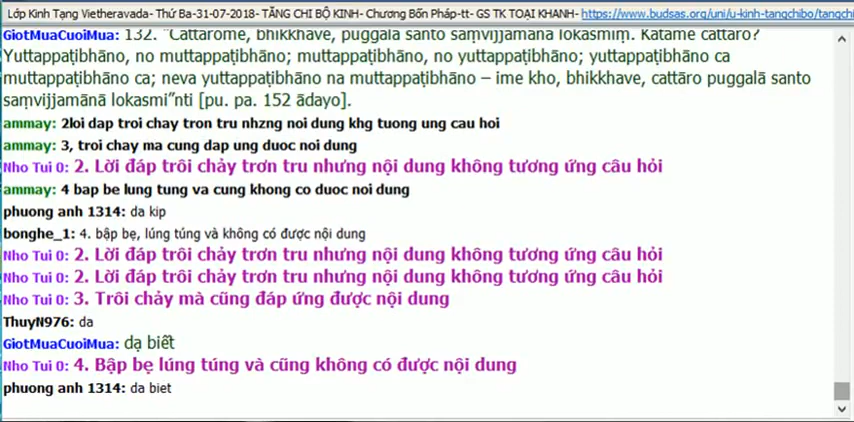 Lớp Kinh Tạng Vietheravada- Thứ Ba-31-07-2018- TĂNG CHI BỘ KINH- Chương Bốn Pháp-tt- GS TK TOẠI KHANH- https://www.budsas.org/uni/u-kinh-tangchibo/tangchi
GiotMuaCuoiMua: 132. "Cattārome, bhikkhave, puggalā santo saṃvijjamānā lokasmiṃ. Katame cattāro?
Yuttappaṭibhāno, no muttappaṭibhāno; muttappaṭibhāno, no yuttappaṭibhāno; yuttappaṭibhāno ca
muttappaṭibhāno ca; neva yuttappaṭibhāno na muttappaṭibhāno – ime kho, bhikkhave, cattāro puggalā santo
saṃvijjamānā lokasmi"nti [pu. pa. 152 ādayo].
ammay: 2loi dap troi chay tron tru nhzng noi dung khg tuong ung cau hoi
ammay: 3, troi chay ma cung dap ung duoc noi dung
Nho Tui 0: 2. Lời đáp trôi chảy trơn tru nhưng nội dung không tương ứng câu hỏi
ammay: 4 bap be lung tung va cung khong co duoc noi dung
phuong anh 1314: da kip
bonghe_1: 4. bập bẹ, lúng túng và không có được nội dung
Nho Tui 0: 2. Lời đáp trôi chảy trơn tru nhưng nội dung không tương ứng câu hỏi
Nho Tui 0: 2. Lời đáp trôi chảy trơn tru nhưng nội dung không tương ứng câu hỏi
Nho Tui 0: 3. Trôi chảy mà cũng đáp ứng được nội dung
ThuyN976: da
GiotMuaCuoiMua: dạ biết
Nho Tui 0: 4. Bập bẹ lúng túng và cũng không có được nội dung
phuong anh 1314: da biet